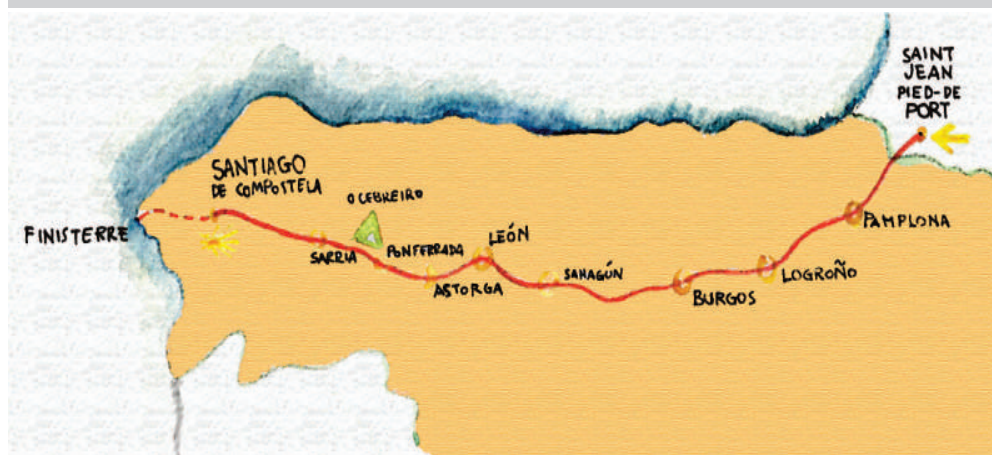 SAINT
JEAN
PIED-DE
PORT
SANTIAGO
DE COMPOSTELA
O CEBREIRO
FINISTERRE
SARRIA
PONFERRADA
LEÓN
ASTORGA
SAHAGÚN
BURGOS
LOGROÑO
PAMPLONA